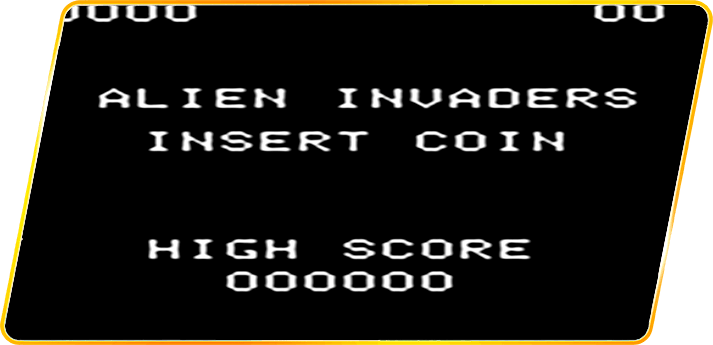 0000 00
ALIEN INVADERS
INSERT COIN
HIGH SCORE
000000